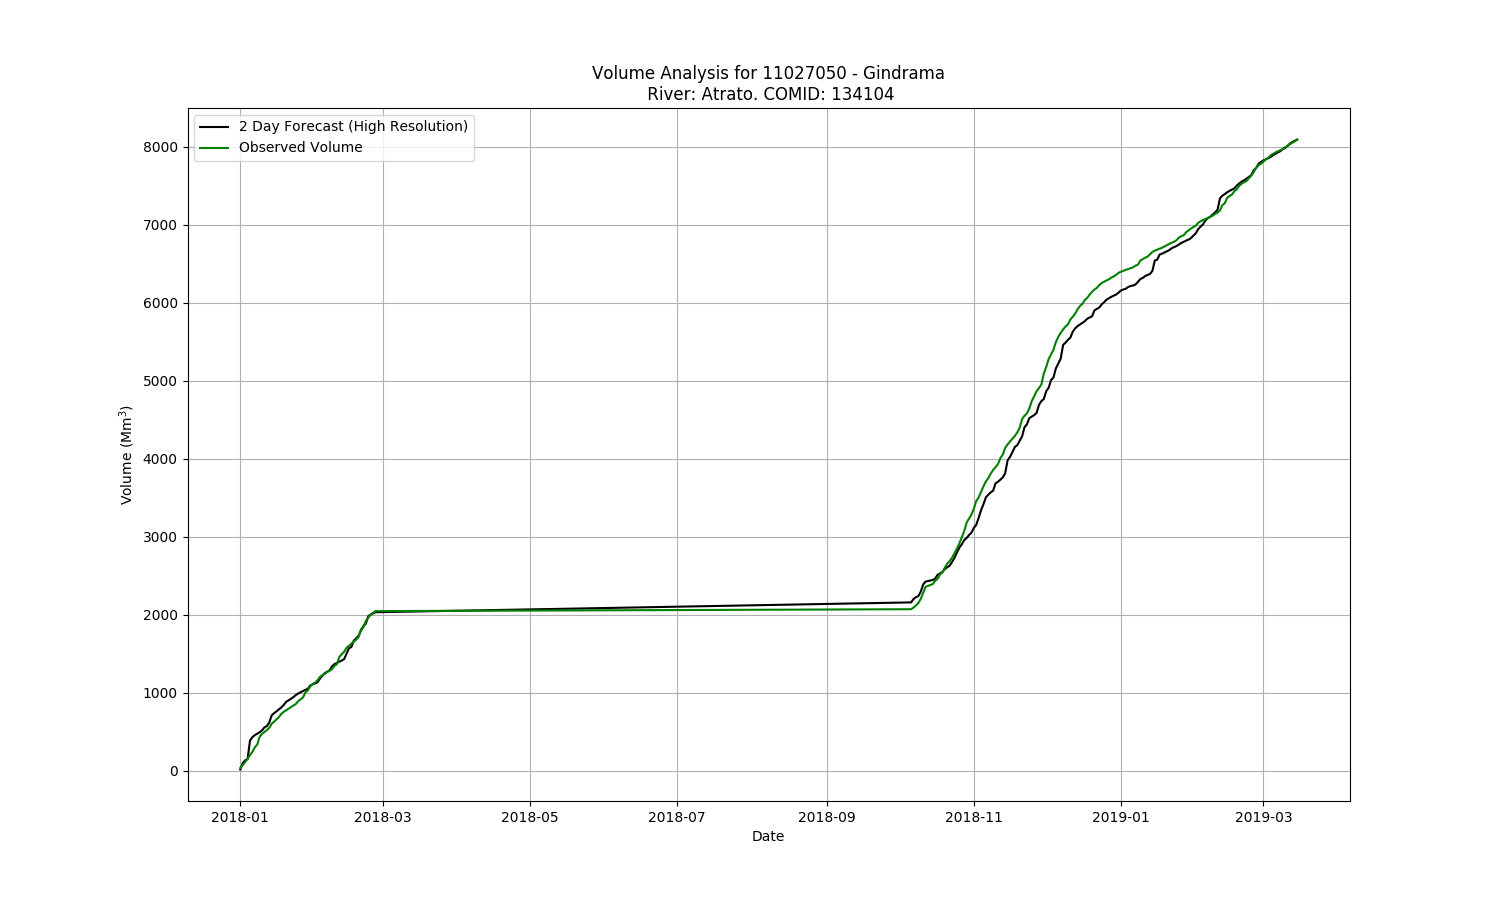 Volume Analysis for 11027050 - Gindrama
River: Atrato. COMID: 134104
2 Day Forecast (High Resolution)
Observed Volume
Volume (Mm³)
8000
7000
6000
5000
4000
3000
2000
1000
0
2018-01 2018-03 2018-05 2018-07 2018-09 2018-11 2019-01 2019-03
Date